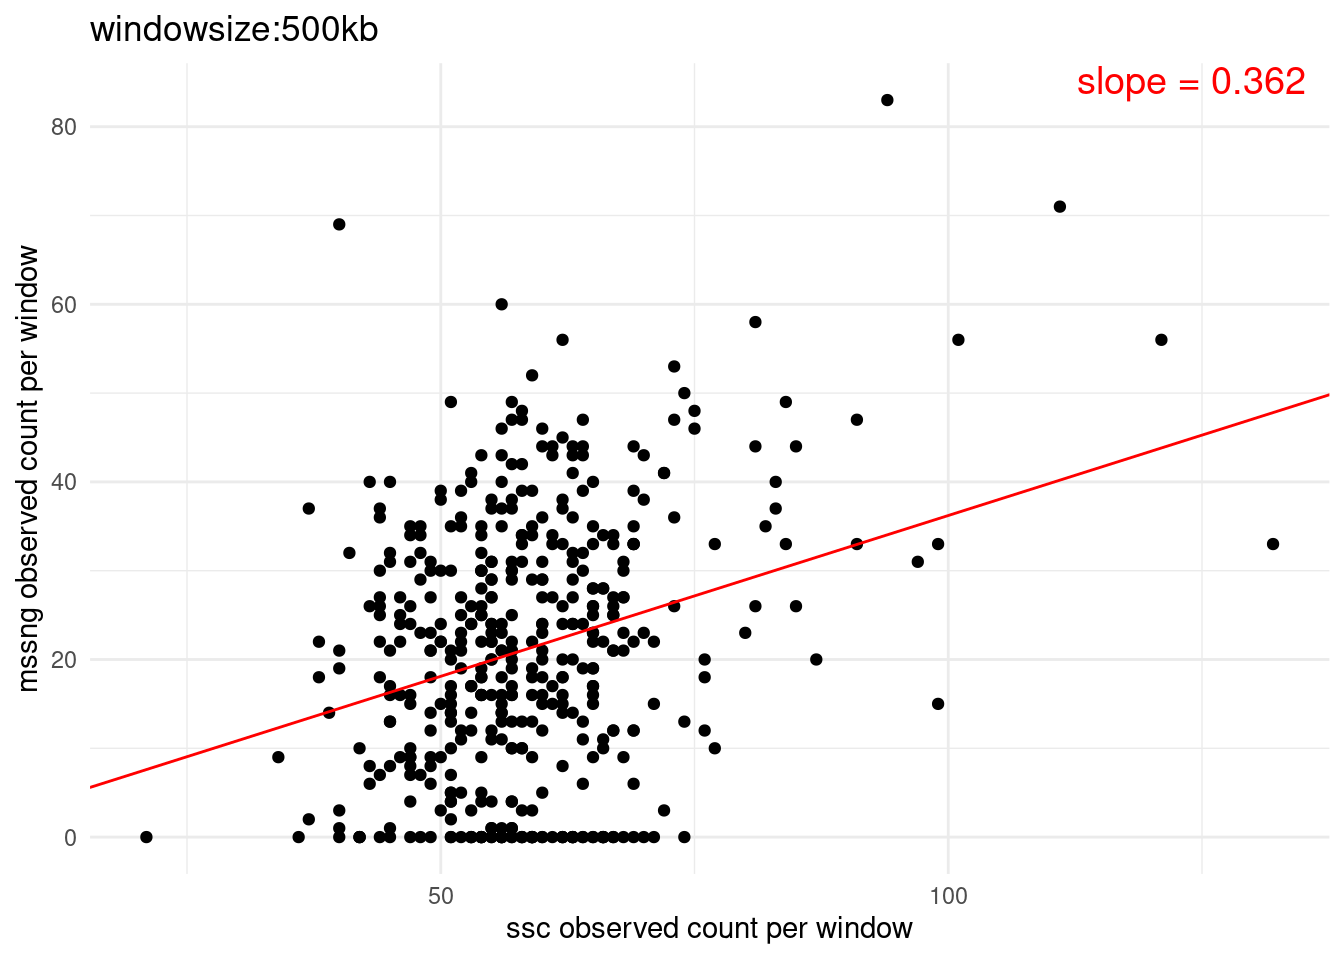 windowsize:500kb
slope = 0.362
mssng observed count per window
80
60
40
20
0
50
100
ssc observed count per window